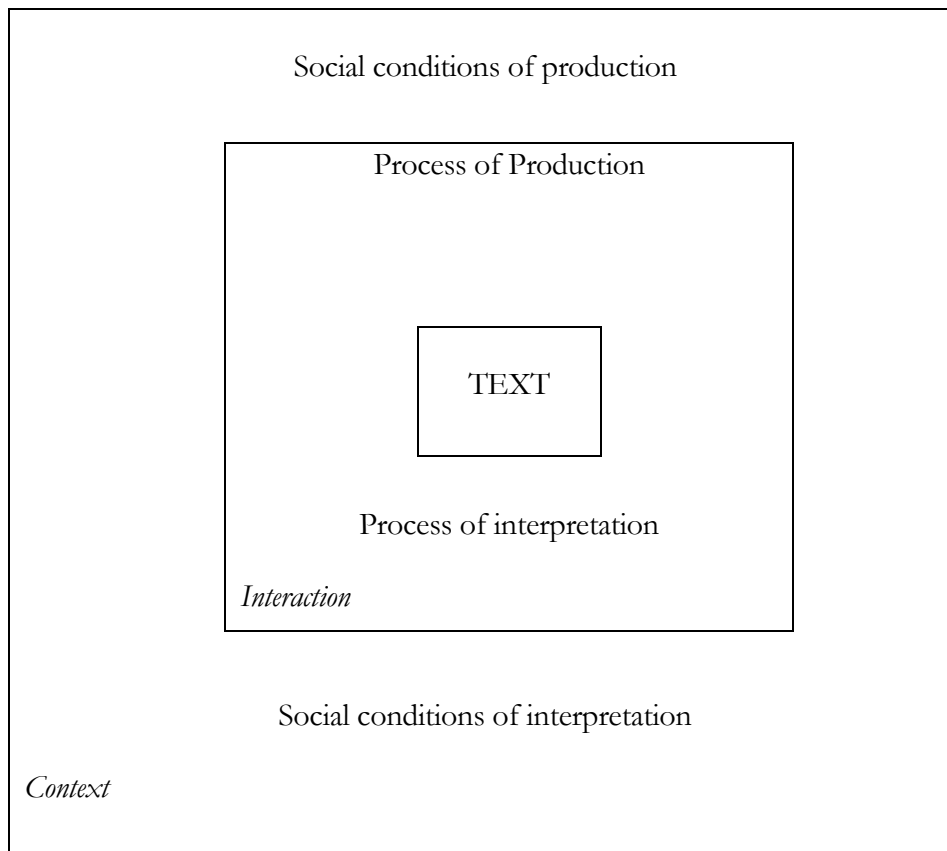 Social conditions of production
Process of Production
TEXT
Process of interpretation
Interaction
Social conditions of interpretation
Context